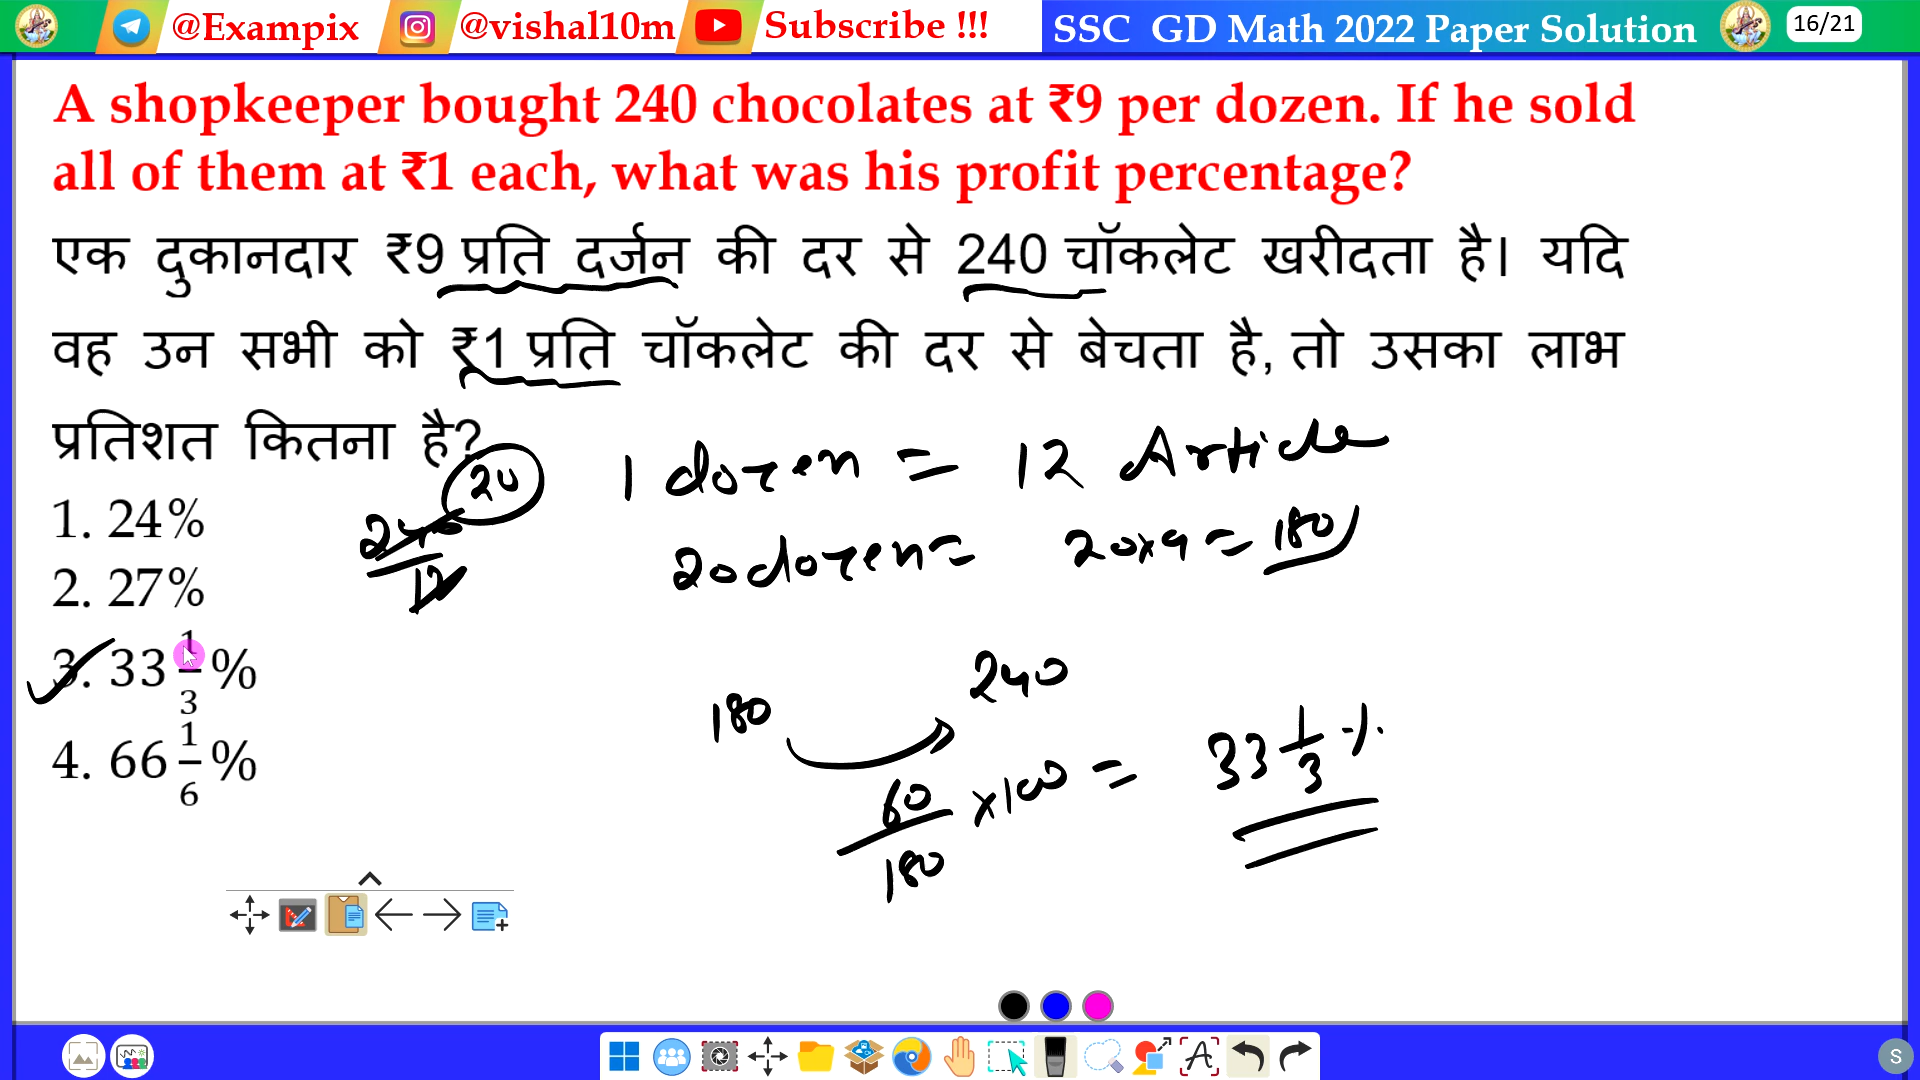 @Exampix @vishal10m Subscribe !!! SSC GD Math 2022 Paper Solution 16/21
A shopkeeper bought 240 chocolates at ₹9 per dozen. If he sold
all of them at ₹1 each, what was his profit percentage?
एक दुकानदार ₹9 प्रति दर्जन की दर से 240 चॉकलेट खरीदता है। यदि
वह उन सभी को ₹1 प्रति चॉकलेट की दर से बेचता है, तो उसका लाभ
प्रतिशत कितना है?
1. 24%
2. 27%
3. 33 1/3 %
4. 66 1/6 %
240/12 20
1 dozen = 12 Article
20 dozen = 20×9 = 180
180 240
60/180 ×100 = 33 1/3 %
S